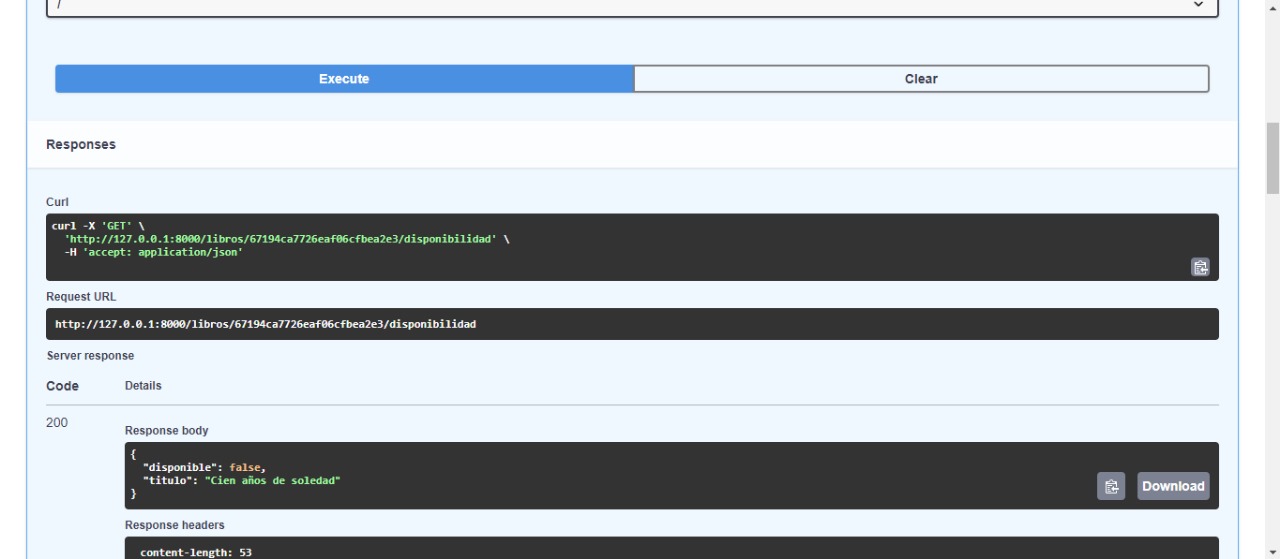 /
Execute
Clear
Responses
Curl
curl -X 'GET' \
'http://127.0.0.1:8000/libros/67194ca7726eaf06cfbea2e3/disponibilidad' \
-H 'accept: application/json'
Request URL
http://127.0.0.1:8000/libros/67194ca7726eaf06cfbea2e3/disponibilidad
Server response
Code Details
200
Response body
{
"disponible": false,
"titulo": "Cien años de soledad"
}
Download
Response headers
content-length: 53